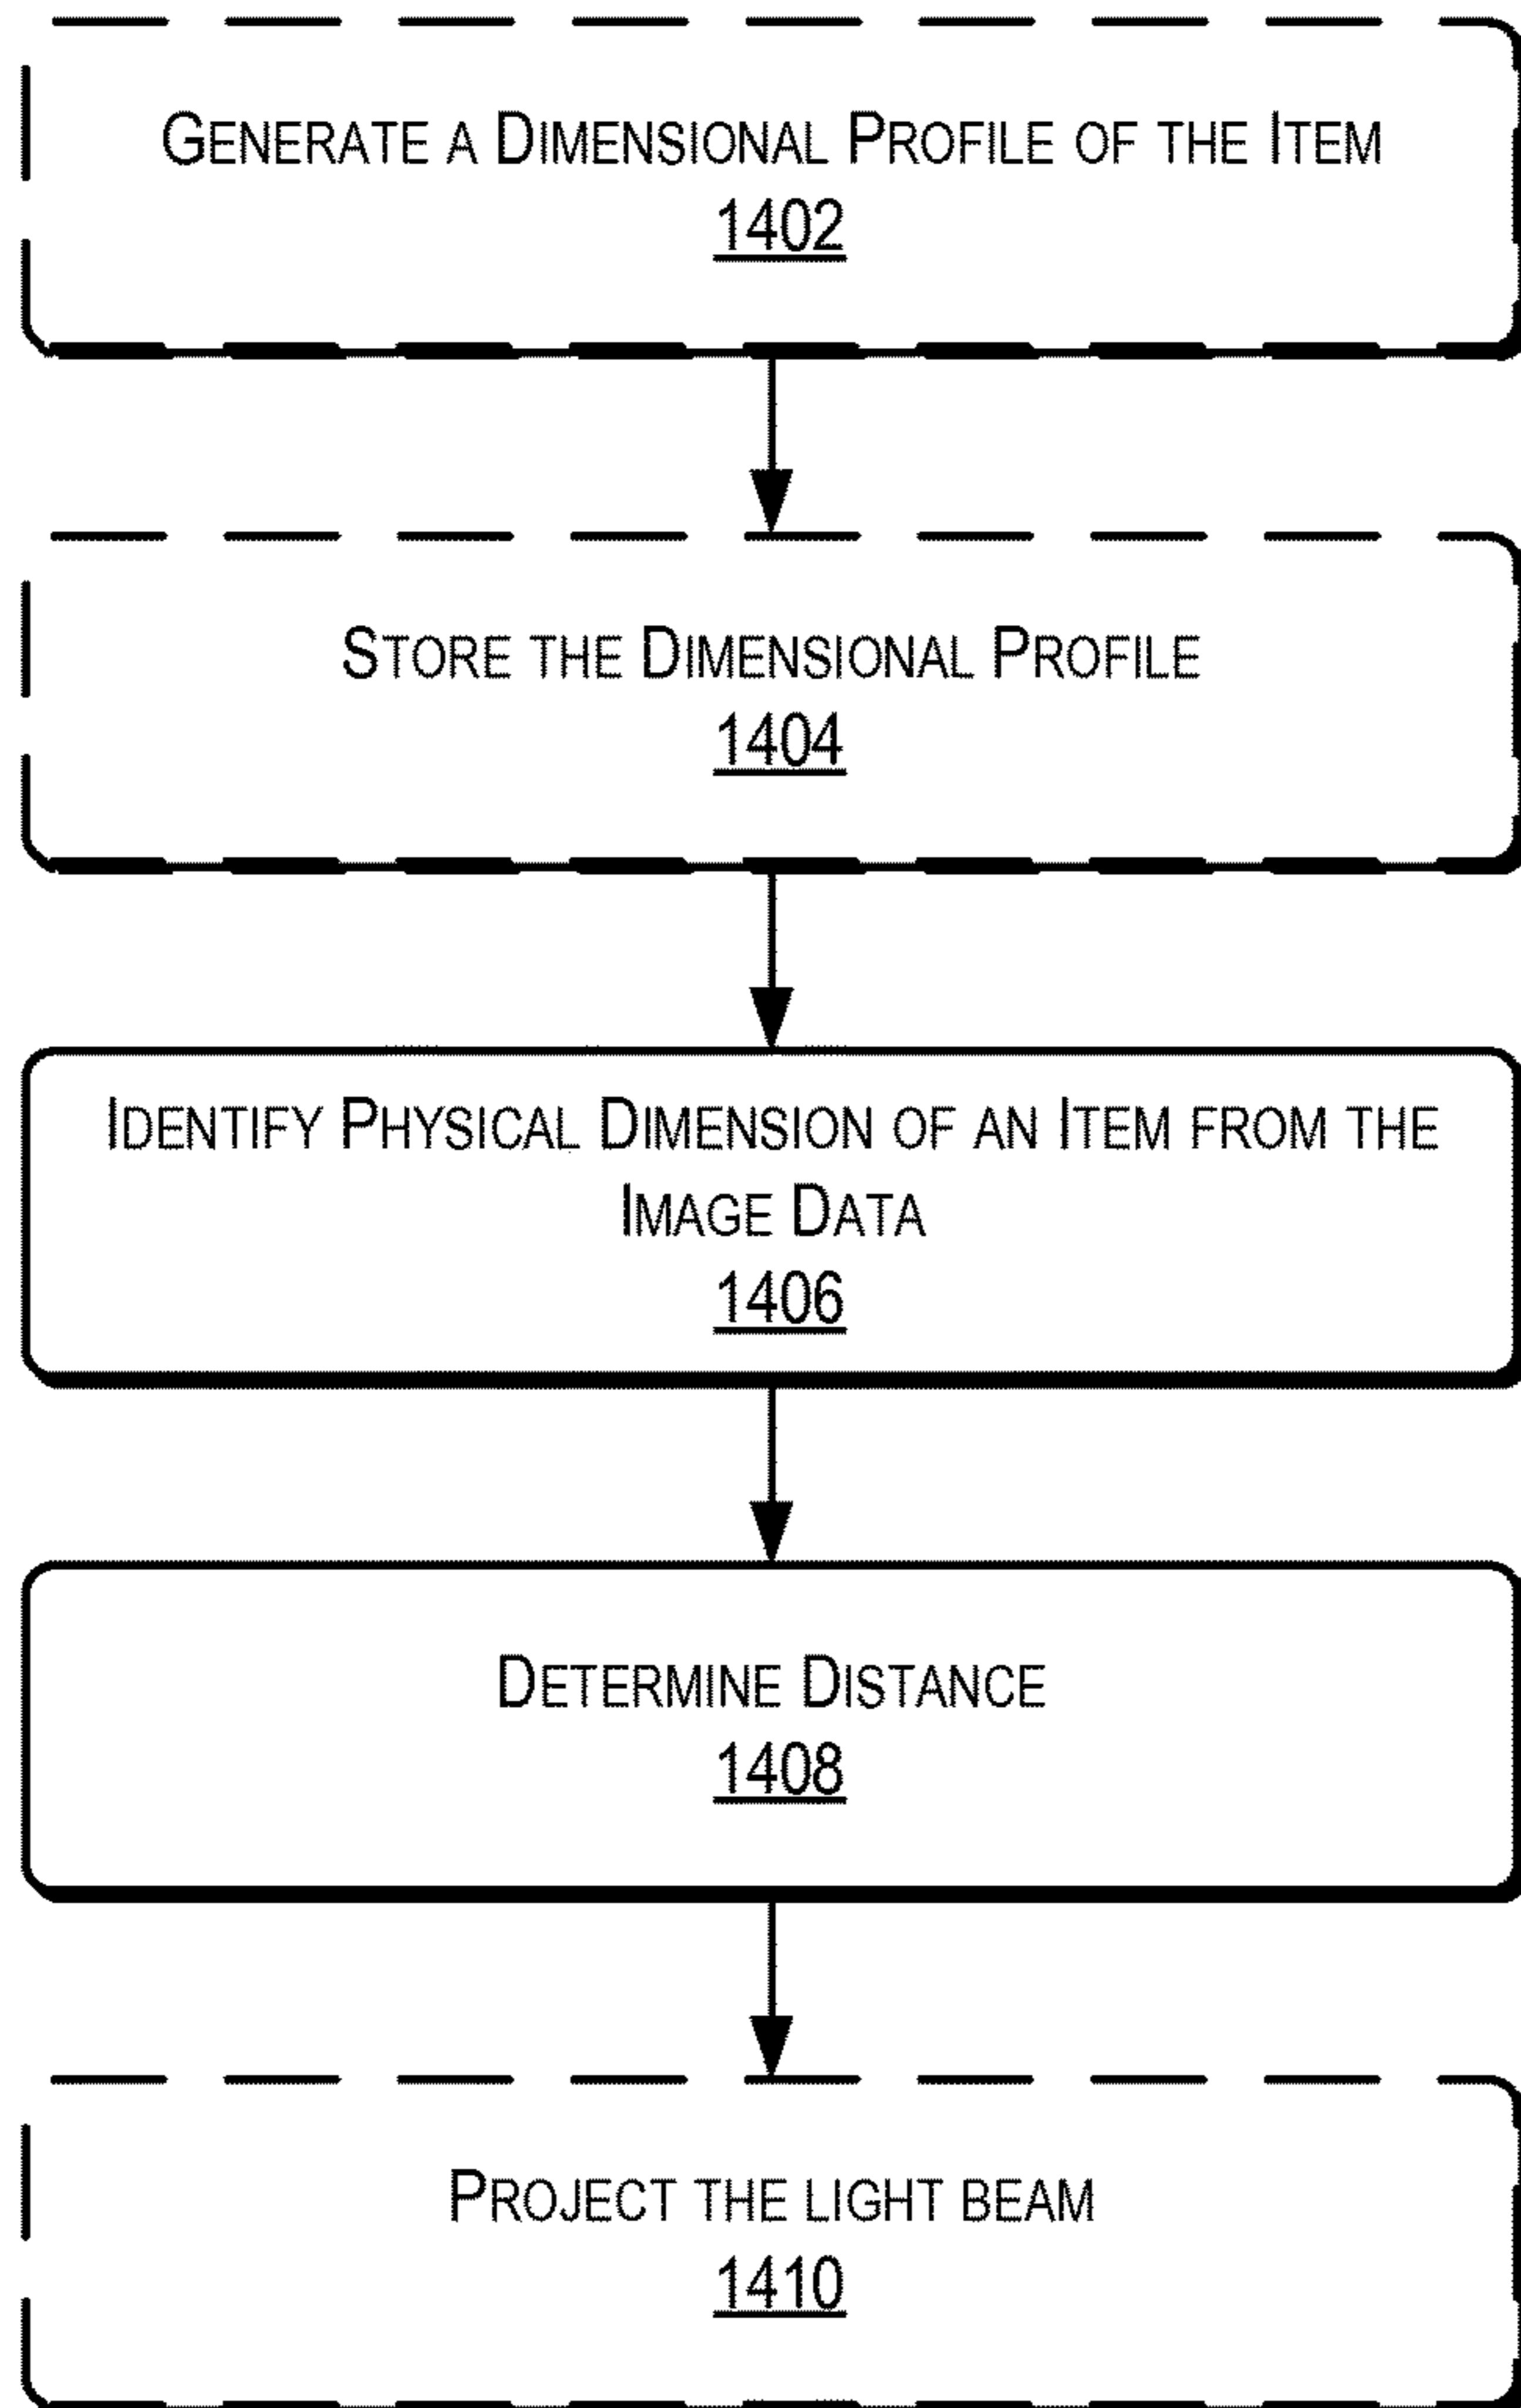 Generate a Dimensional Profile of the Item
1402
Store the Dimensional Profile
1404
Identify Physical Dimension of an Item from the
Image Data
1406
Determine Distance
1408
Project the light beam
1410